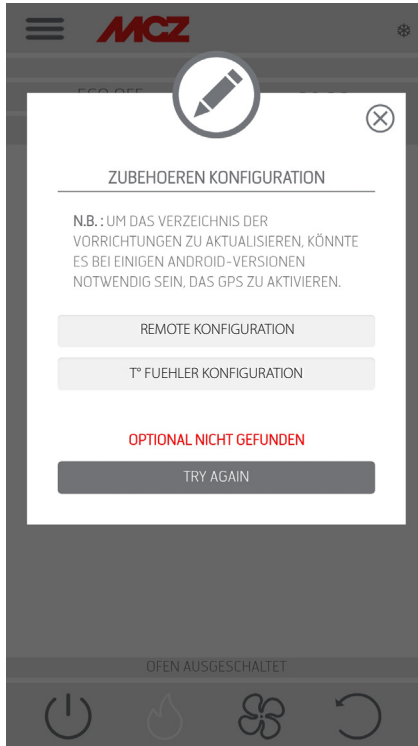 MCZ
ZUBEHOEREN KONFIGURATION
N.B. : UM DAS VERZEICHNIS DER
VORRICHTUNGEN ZU AKTUALISIEREN, KÖNNTE
ES BEI EINIGEN ANDROID-VERSIONEN
NOTWENDIG SEIN, DAS GPS ZU AKTIVIEREN.
REMOTE KONFIGURATION
T° FUEHLER KONFIGURATION
OPTIONAL NICHT GEFUNDEN
TRY AGAIN
OFEN AUSGESCHALTET